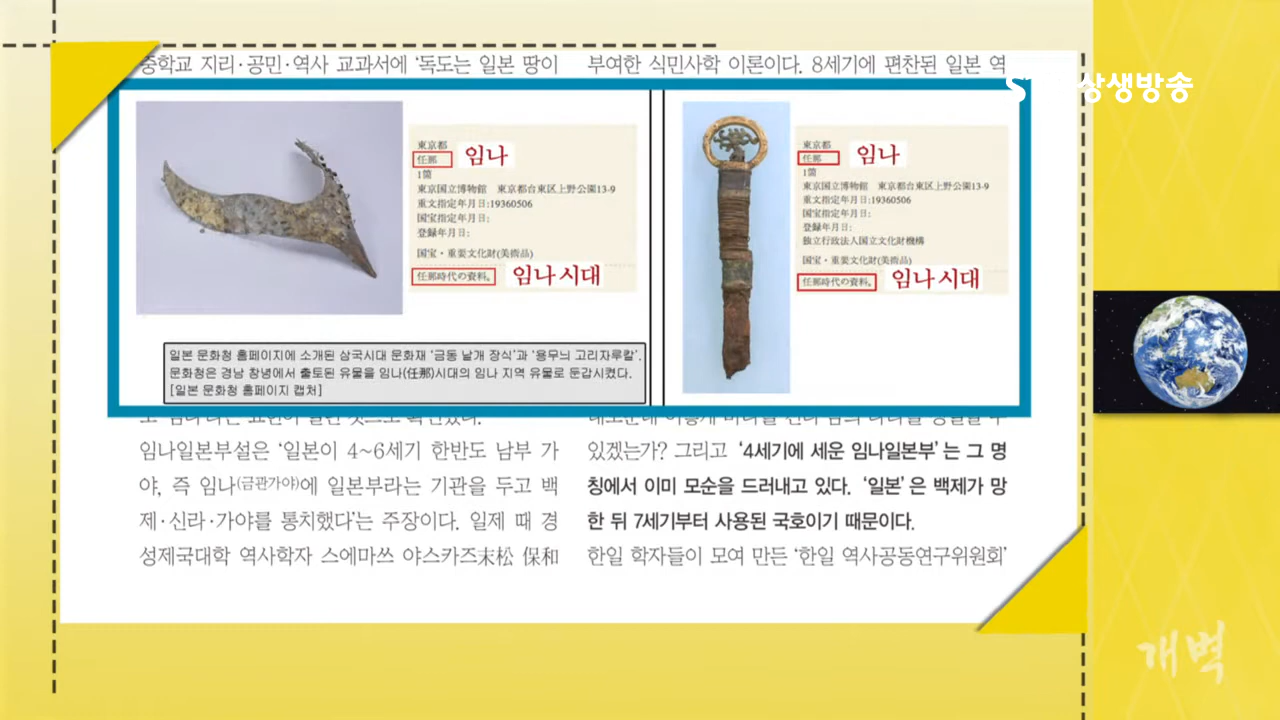 중학교 지리·공민·역사 교과서에 '독도는 일본 땅이
부여한 식민사학 이론이다. 8세기에 편찬된 일본 역
상생방송
東京都
任那 임나
1箇
東京国立博物館 東京都台東区上野公園13-9
重文指定年月日:19360506
国宝指定年月日:
登録年月日:
国宝・重要文化財(美術品)
任那時代の資料。 임나시대
東京都
任那 임나
1箇
東京国立博物館 東京都台東区上野公園13-9
重文指定年月日:19360506
国宝指定年月日:
登録年月日:
独立行政法人国立文化財機構
国宝・重要文化財(美術品)
任那時代の資料。 임나시대
일본 문화청 홈페이지에 소개된 삼국시대 문화재 '금동 날개 장식'과 '용무늬 고리자루칼'.
문화청은 경남 창녕에서 출토된 유물을 임나(任那)시대의 임나 지역 유물로 둔갑시켰다.
[일본 문화청 홈페이지 캡처]
임나일본부설은 '일본이 4~6세기 한반도 남부 가
야, 즉 임나(금관가야)에 일본부라는 기관을 두고 백
제·신라·가야를 통치했다'는 주장이다. 일제 때 경
성제국대학 역사학자 스에마쓰 야스카즈末松 保和
있겠는가? 그리고 '4세기에 세운 임나일본부'는 그 명
칭에서 이미 모순을 드러내고 있다. '일본'은 백제가 망
한 뒤 7세기부터 사용된 국호이기 때문이다.
한일 학자들이 모여 만든 '한일 역사공동연구위원회'
개벽